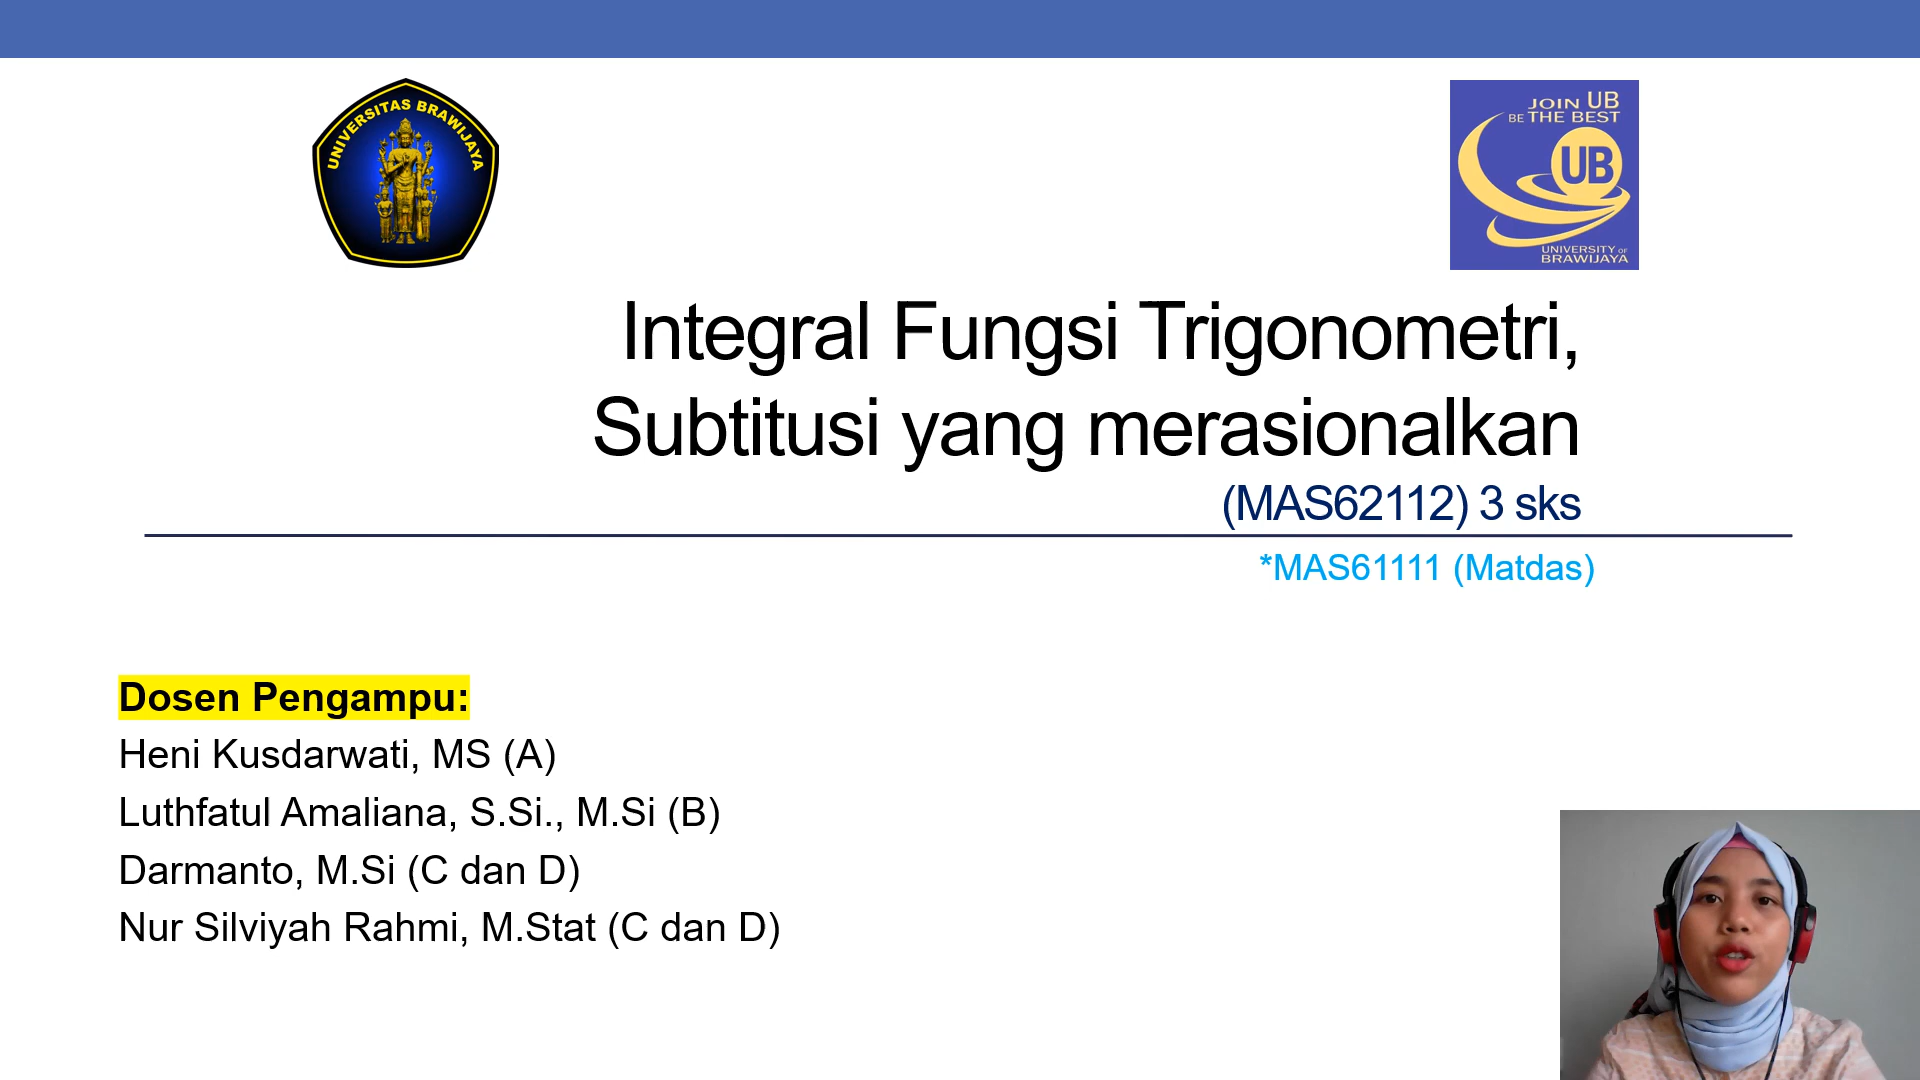 UNIVERSITAS BRAWIJAYA
JOIN UB
BE THE BEST
UB
UNIVERSITY OF
BRAWIJAYA
Integral Fungsi Trigonometri,
Subtitusi yang merasionalkan
(MAS62112) 3 sks
*MAS61111 (Matdas)
Dosen Pengampu:
Heni Kusdarwati, MS (A)
Luthfatul Amaliana, S.Si., M.Si (B)
Darmanto, M.Si (C dan D)
Nur Silviyah Rahmi, M.Stat (C dan D)